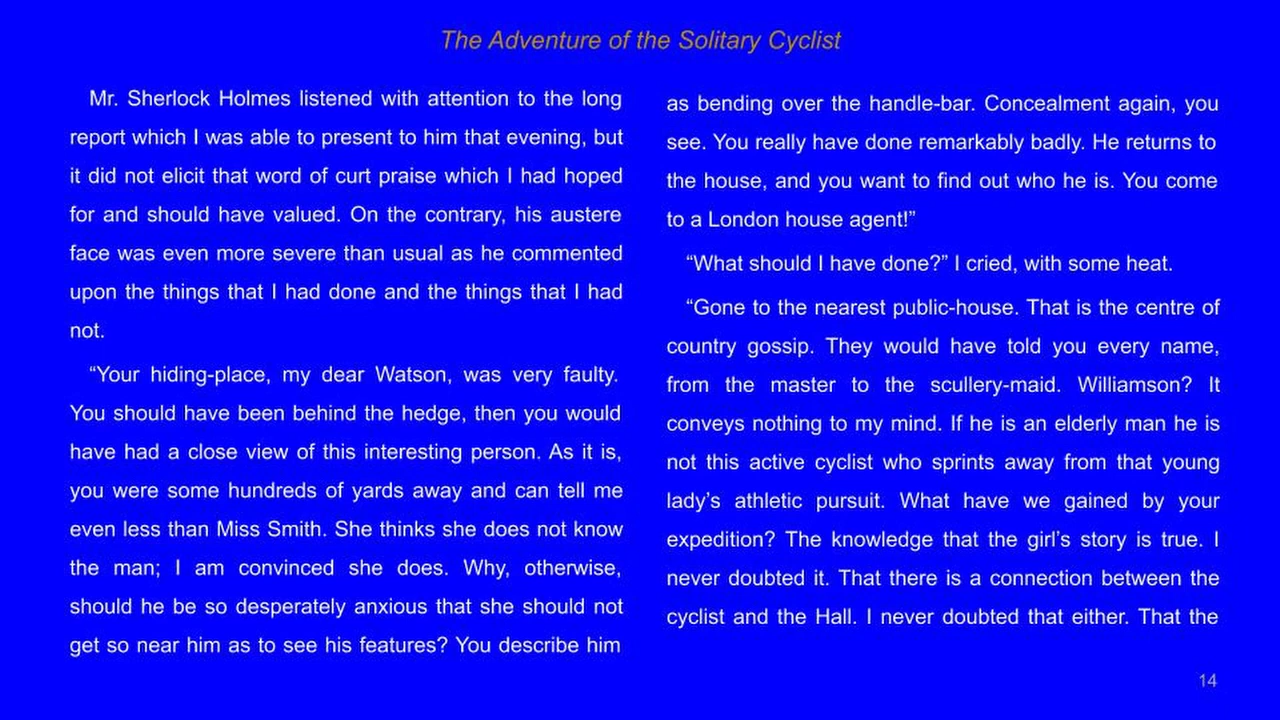 The Adventure of the Solitary Cyclist
Mr. Sherlock Holmes listened with attention to the long
report which I was able to present to him that evening, but
it did not elicit that word of curt praise which I had hoped
for and should have valued. On the contrary, his austere
face was even more severe than usual as he commented
upon the things that I had done and the things that I had
not.
“Your hiding-place, my dear Watson, was very faulty.
You should have been behind the hedge, then you would
have had a close view of this interesting person. As it is,
you were some hundreds of yards away and can tell me
even less than Miss Smith. She thinks she does not know
the man; I am convinced she does. Why, otherwise,
should he be so desperately anxious that she should not
get so near him as to see his features? You describe him
as bending over the handle-bar. Concealment again, you
see. You really have done remarkably badly. He returns to
the house, and you want to find out who he is. You come
to a London house agent!”
“What should I have done?” I cried, with some heat.
“Gone to the nearest public-house. That is the centre of
country gossip. They would have told you every name,
from the master to the scullery-maid. Williamson? It
conveys nothing to my mind. If he is an elderly man he is
not this active cyclist who sprints away from that young
lady’s athletic pursuit. What have we gained by your
expedition? The knowledge that the girl’s story is true. I
never doubted it. That there is a connection between the
cyclist and the Hall. I never doubted that either. That the
14